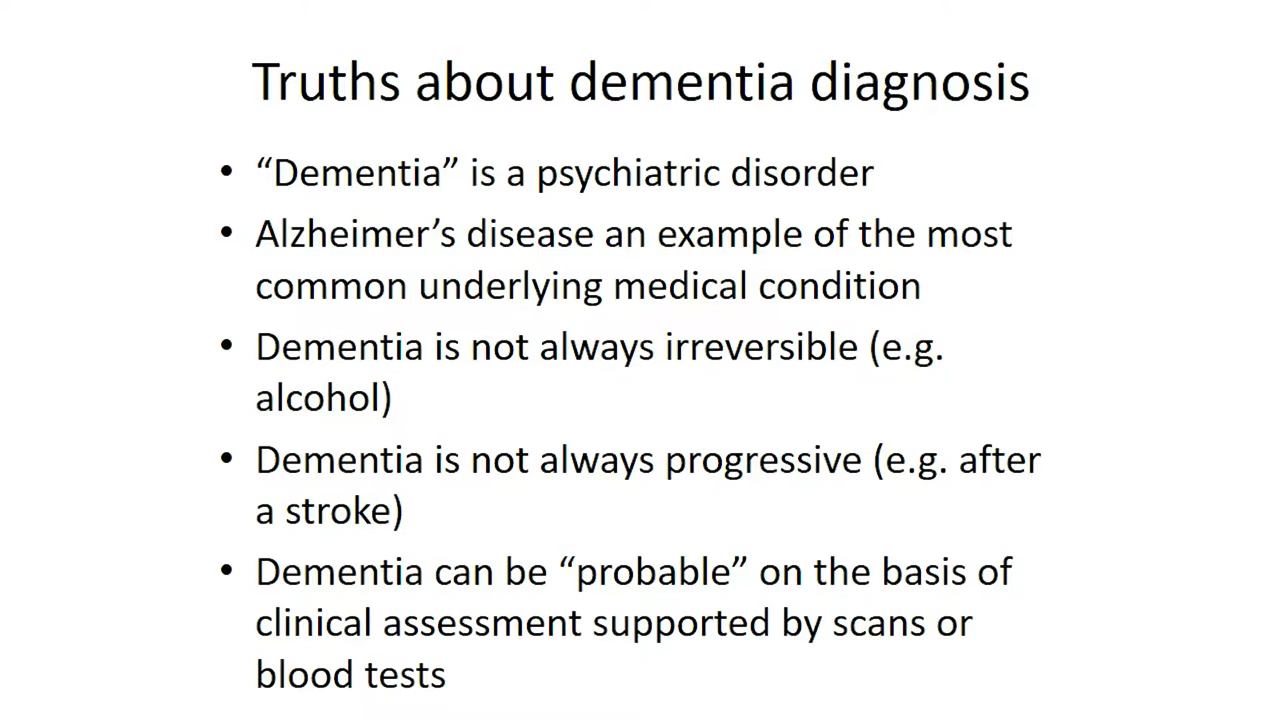 Truths about dementia diagnosis
• “Dementia” is a psychiatric disorder
• Alzheimer’s disease an example of the most
common underlying medical condition
• Dementia is not always irreversible (e.g.
alcohol)
• Dementia is not always progressive (e.g. after
a stroke)
• Dementia can be “probable” on the basis of
clinical assessment supported by scans or
blood tests